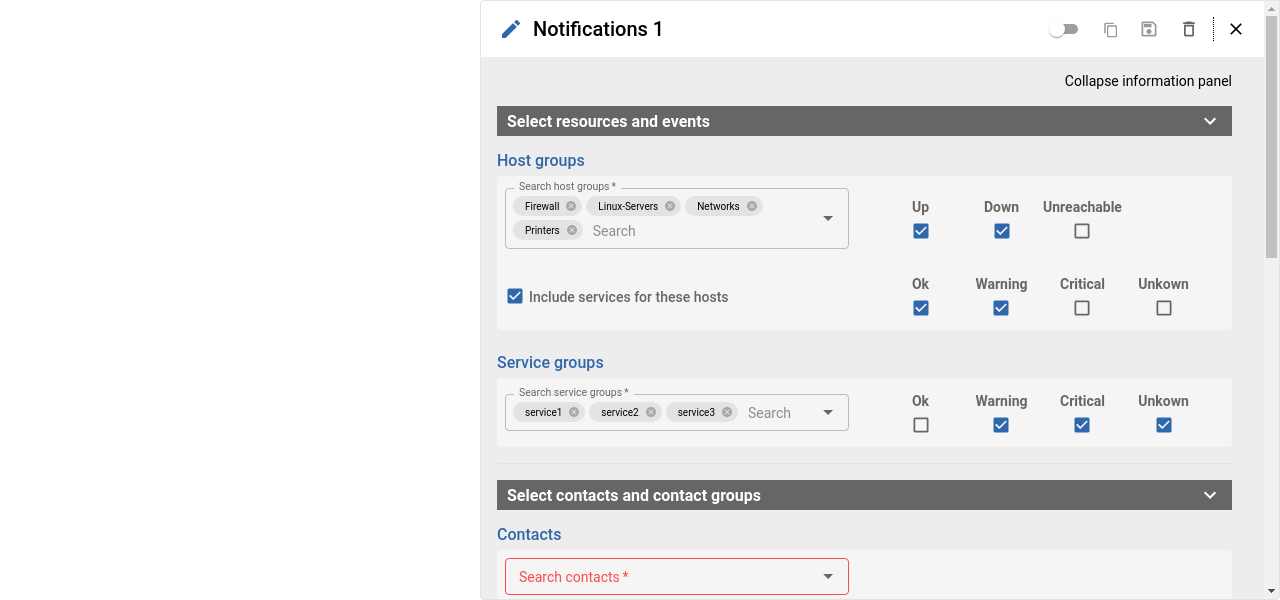 Notifications 1
Collapse information panel
Select resources and events
Host groups
Search host groups *
Firewall Linux-Servers Networks
Printers Search
Up Down Unreachable
Include services for these hosts
Ok Warning Critical Unkown
Service groups
Search service groups *
service1 service2 service3 Search
Ok Warning Critical Unkown
Select contacts and contact groups
Contacts
Search contacts *